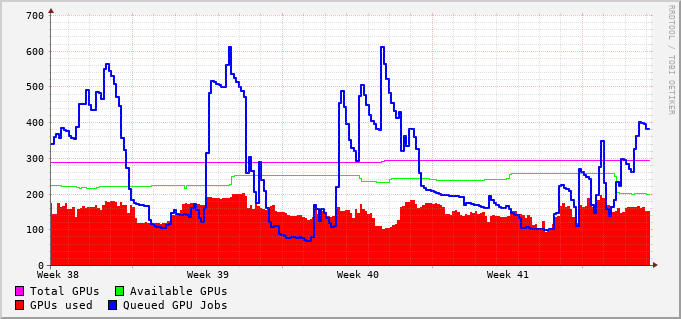 700
600
500
400
300
200
100
0
Week 38 Week 39 Week 40 Week 41
Total GPUs Available GPUs
GPUs used Queued GPU Jobs
RRDTOOL / TOBI OETIKER